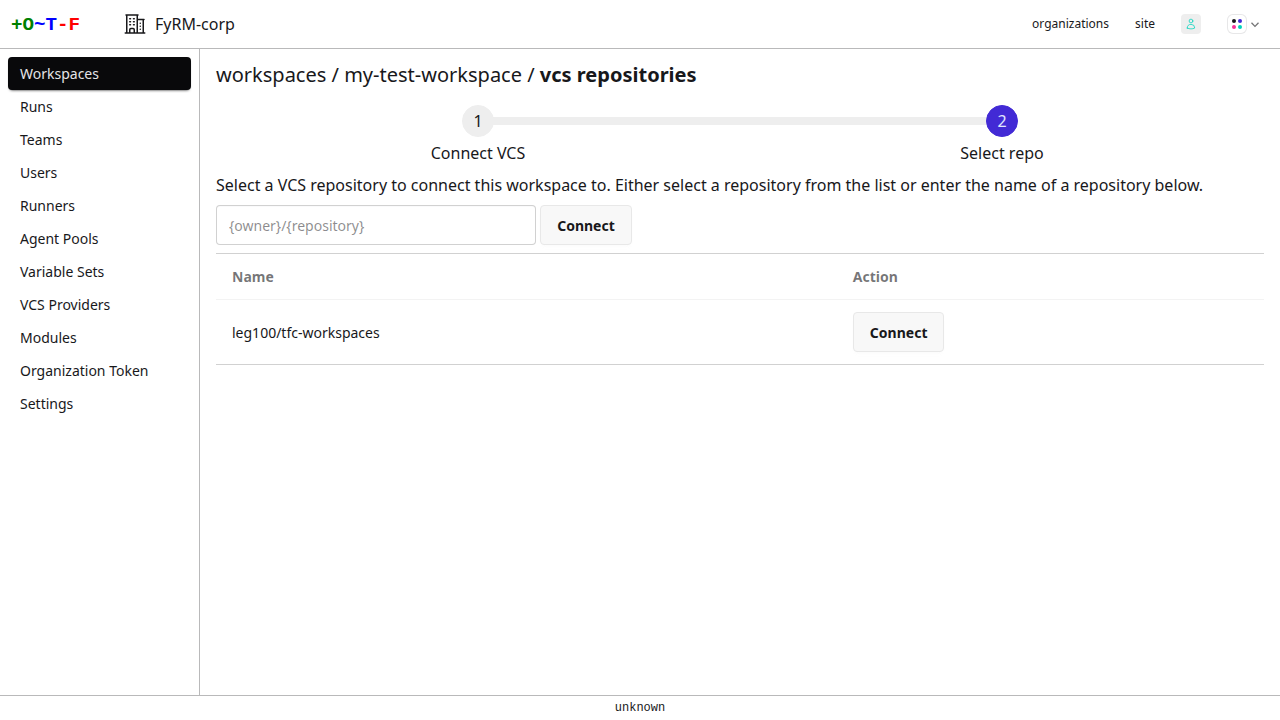 +O~T-F
FyRM-corp
organizations
site
Workspaces
Runs
Teams
Users
Runners
Agent Pools
Variable Sets
VCS Providers
Modules
Organization Token
Settings
workspaces / my-test-workspace / vcs repositories
1
2
Connect VCS
Select repo
Select a VCS repository to connect this workspace to. Either select a repository from the list or enter the name of a repository below.
{owner}/{repository}
Connect
Name
Action
leg100/tfc-workspaces
Connect
unknown